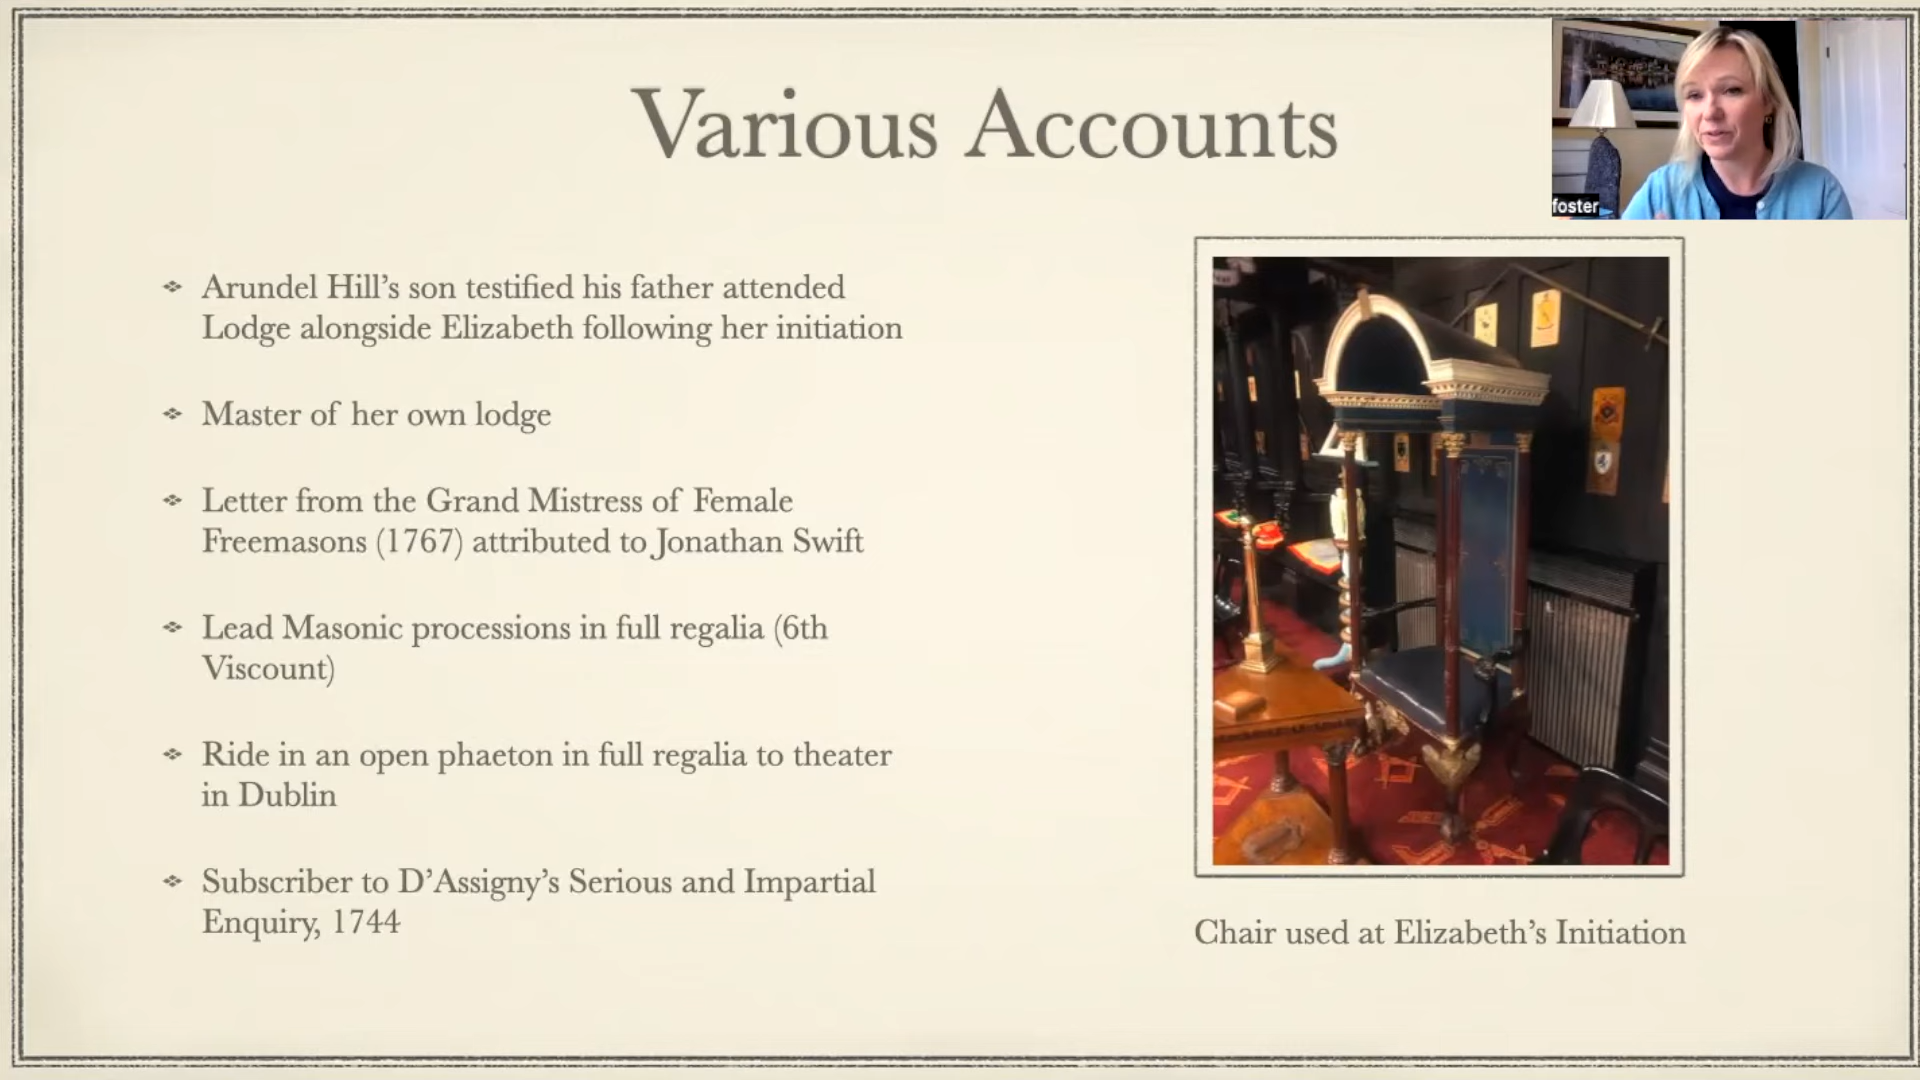 Various Accounts
foster
Arundel Hill’s son testified his father attended
Lodge alongside Elizabeth following her initiation
Master of her own lodge
Letter from the Grand Mistress of Female
Freemasons (1767) attributed to Jonathan Swift
Lead Masonic processions in full regalia (6th
Viscount)
Ride in an open phaeton in full regalia to theater
in Dublin
Subscriber to D’Assigny’s Serious and Impartial
Enquiry, 1744
Chair used at Elizabeth’s Initiation